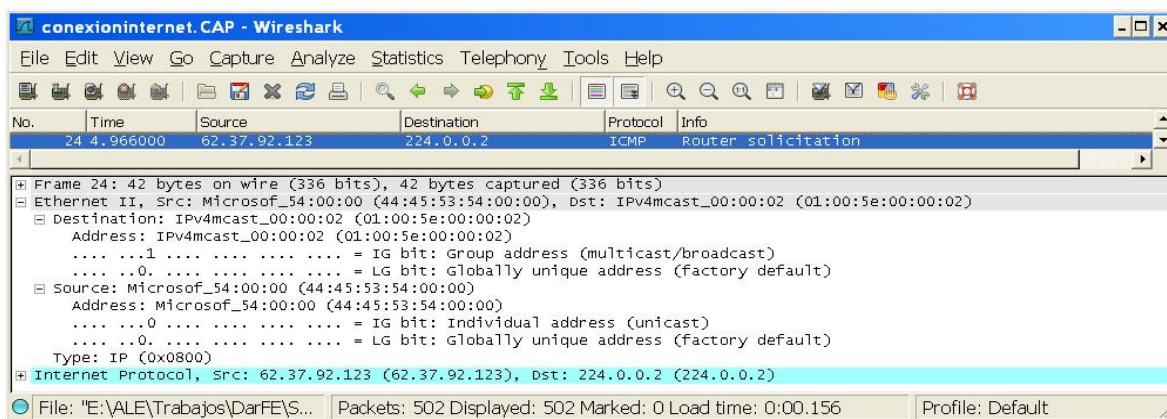 conexioninternet.CAP - Wireshark
File Edit View Go Capture Analyze Statistics Telephony Tools Help
No. Time Source Destination Protocol Info
24 4.966000 62.37.92.123 224.0.0.2 ICMP Router solicitation
Frame 24: 42 bytes on wire (336 bits), 42 bytes captured (336 bits)
Ethernet II, Src: Microsof_54:00:00 (44:45:53:54:00:00), Dst: IPv4mcast_00:00:02 (01:00:5e:00:00:02)
Destination: IPv4mcast_00:00:02 (01:00:5e:00:00:02)
Address: IPv4mcast_00:00:02 (01:00:5e:00:00:02)
.... ...1 .... .... .... .... = IG bit: Group address (multicast/broadcast)
.... ..0. .... .... .... .... = LG bit: Globally unique address (factory default)
Source: Microsof_54:00:00 (44:45:53:54:00:00)
Address: Microsof_54:00:00 (44:45:53:54:00:00)
.... ...0 .... .... .... .... = IG bit: Individual address (unicast)
.... ..0. .... .... .... .... = LG bit: Globally unique address (factory default)
Type: IP (0x0800)
Internet Protocol, Src: 62.37.92.123 (62.37.92.123), Dst: 224.0.0.2 (224.0.0.2)
File: "E:\ALE\Trabajos\DarFE\S... Packets: 502 Displayed: 502 Marked: 0 Load time: 0:00.156 Profile: Default